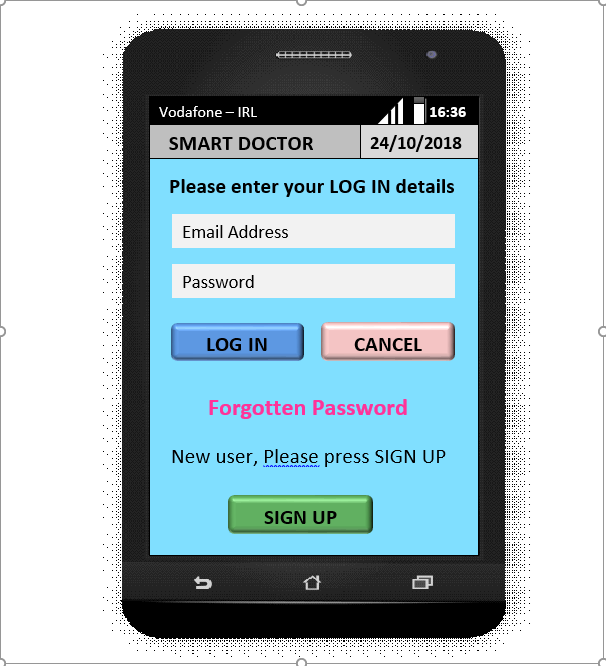 Vodafone – IRL 16:36
SMART DOCTOR 24/10/2018
Please enter your LOG IN details
Email Address
Password
LOG IN CANCEL
Forgotten Password
New user, Please press SIGN UP
SIGN UP